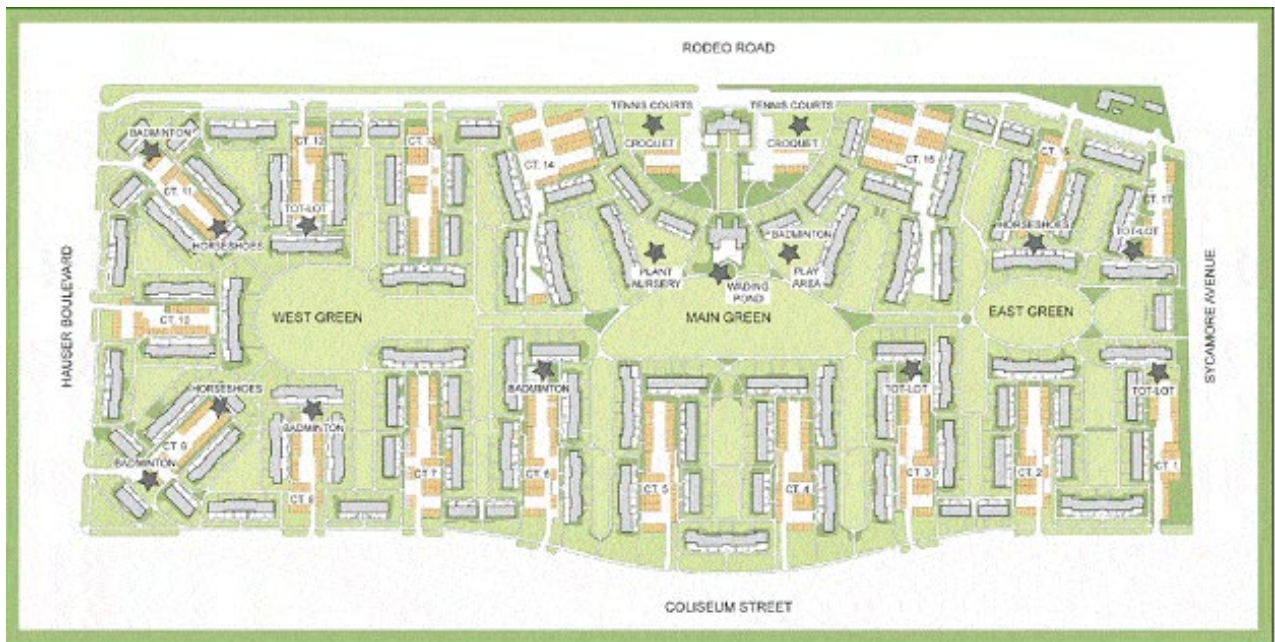 RODEO ROAD
TENNIS COURTS
TENNIS COURTS
BADMINTON
CROQUET
CROQUET
CT. 12
CT. 13
CT. 14
CT. 15
CT. 11
CT. 17
TOT-LOT
HORSESHOES
BADMINTON
HORSESHOES
TOT-LOT
PLANT
NURSERY
PLAY
AREA
WADING
POND
HAUSER BOULEVARD
SYCAMORE AVENUE
CT. 10
WEST GREEN
MAIN GREEN
EAST GREEN
HORSESHOES
BADMINTON
TOT-LOT
TOT-LOT
BADMINTON
CT. 9
BADMINTON
CT. 7
CT. 6
CT. 3
CT. 2
CT. 1
CT. 5
CT. 4
CT. 8
COLISEUM STREET